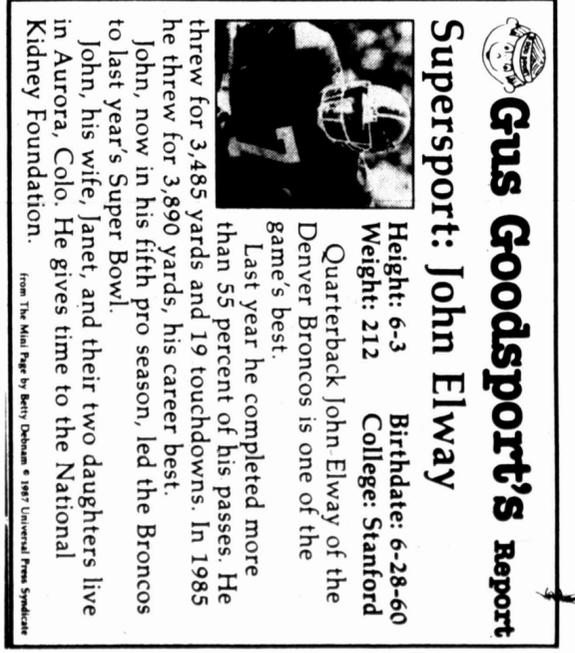 Gus Goodsport's Report
Supersport: John Elway
Height: 6-3 Birthdate: 6-28-60
Weight: 212 College: Stanford
Quarterback John Elway of the
Denver Broncos is one of the
game's best.
Last year he completed more
than 55 percent of his passes. He
threw for 3,485 yards and 19 touchdowns. In 1985
he threw for 3,890 yards, his career best.
John, now in his fifth pro season, led the Broncos
to last year's Super Bowl.
John, his wife, Janet, and their two daughters live
in Aurora, Colo. He gives time to the National
Kidney Foundation.
from The Mini Page by Betty Debnam © 1987 Universal Press Syndicate
7